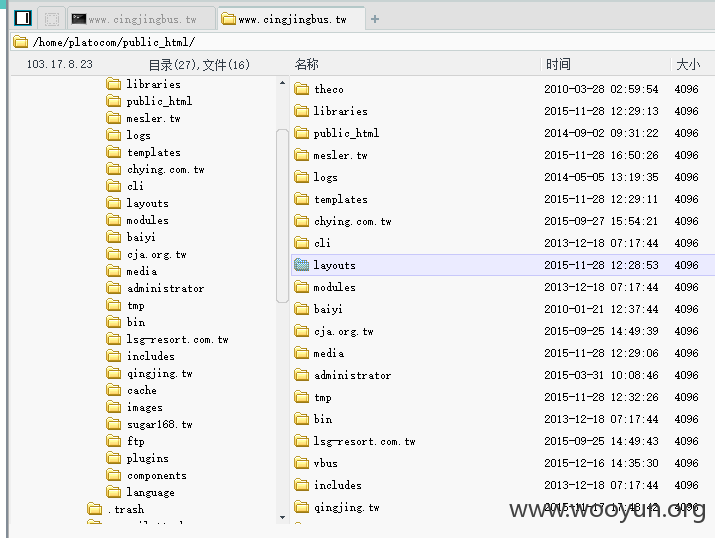 www.cingjingbus.tw
www.cingjingbus.tw
/home/platocom/public_html/
103.17.8.23 目录(27),文件(16)
libraries
public_html
mesler.tw
logs
templates
chying.com.tw
cli
layouts
modules
baiyi
cja.org.tw
media
administrator
tmp
bin
lsg-resort.com.tw
includes
qingjing.tw
cache
images
sugar168.tw
ftp
plugins
components
language
.trash
名称 时间 大小
theco 2010-03-28 02:59:54 4096
libraries 2015-11-28 12:29:13 4096
public_html 2014-09-02 09:31:22 4096
mesler.tw 2015-11-28 16:50:26 4096
logs 2014-05-05 13:19:35 4096
templates 2015-11-28 12:29:11 4096
chying.com.tw 2015-09-27 15:54:21 4096
cli 2013-12-18 07:17:44 4096
layouts 2015-11-28 12:28:53 4096
modules 2013-12-18 07:17:44 4096
baiyi 2010-01-21 12:37:44 4096
cja.org.tw 2015-09-25 14:49:39 4096
media 2015-11-28 12:29:06 4096
administrator 2015-03-31 10:08:46 4096
tmp 2015-11-28 12:32:26 4096
bin 2013-12-18 07:17:44 4096
lsg-resort.com.tw 2015-09-25 14:49:43 4096
vbus 2015-12-16 14:35:30 4096
includes 2013-12-18 07:17:44 4096
qingjing.tw 2015-11-17 17:48:42 4096
www.wooyun.org